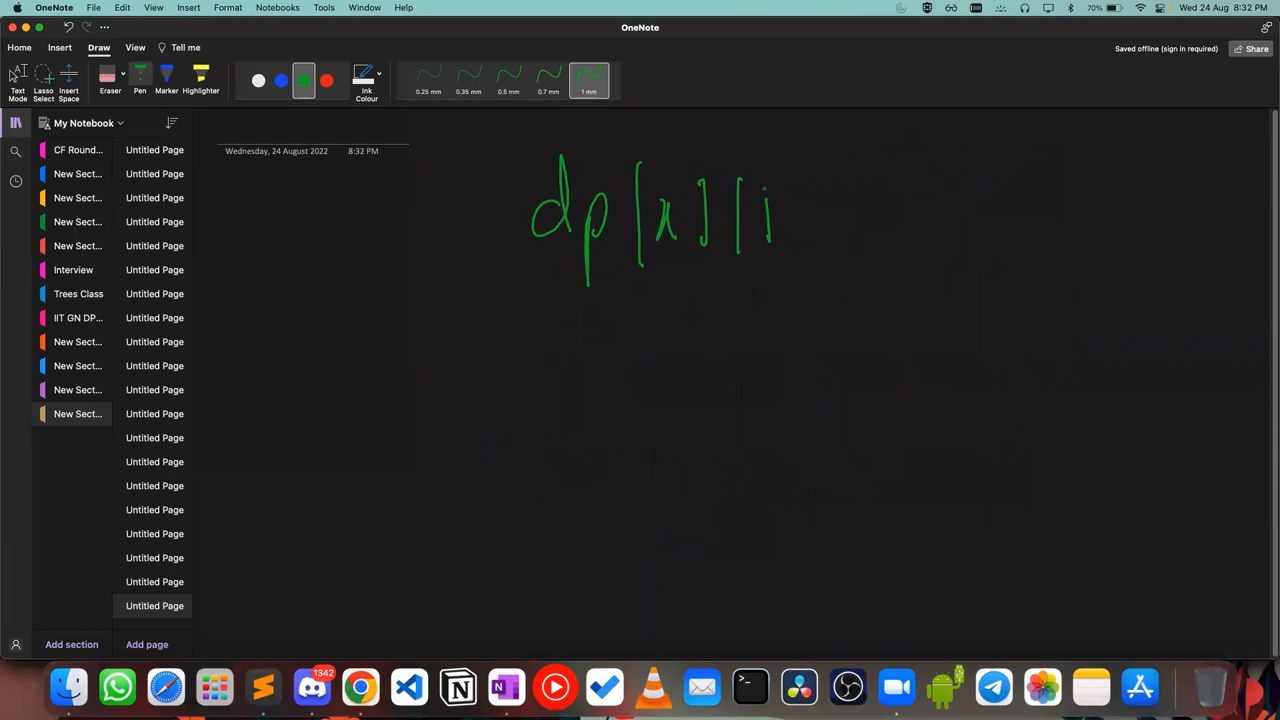 OneNote File Edit View Insert Format Notebooks Tools Window Help 70% Wed 24 Aug 8:32 PM
OneNote
Home Insert Draw View Tell me Saved offline (sign in required) Share
Text Mode Lasso Select Insert Space Eraser Pen Marker Highlighter Ink Colour 0.25 mm 0.35 mm 0.5 mm 0.7 mm 1 mm
My Notebook
Wednesday, 24 August 2022 8:32 PM
CF Round... Untitled Page
New Sect... Untitled Page
New Sect... Untitled Page
New Sect... Untitled Page
New Sect... Untitled Page
Interview Untitled Page
Trees Class Untitled Page
IIT GN DP... Untitled Page
New Sect... Untitled Page
New Sect... Untitled Page
New Sect... Untitled Page
New Sect... Untitled Page
Untitled Page
Untitled Page
Untitled Page
Untitled Page
Untitled Page
Untitled Page
Untitled Page
Untitled Page
Add section Add page
dp[x][i
1342